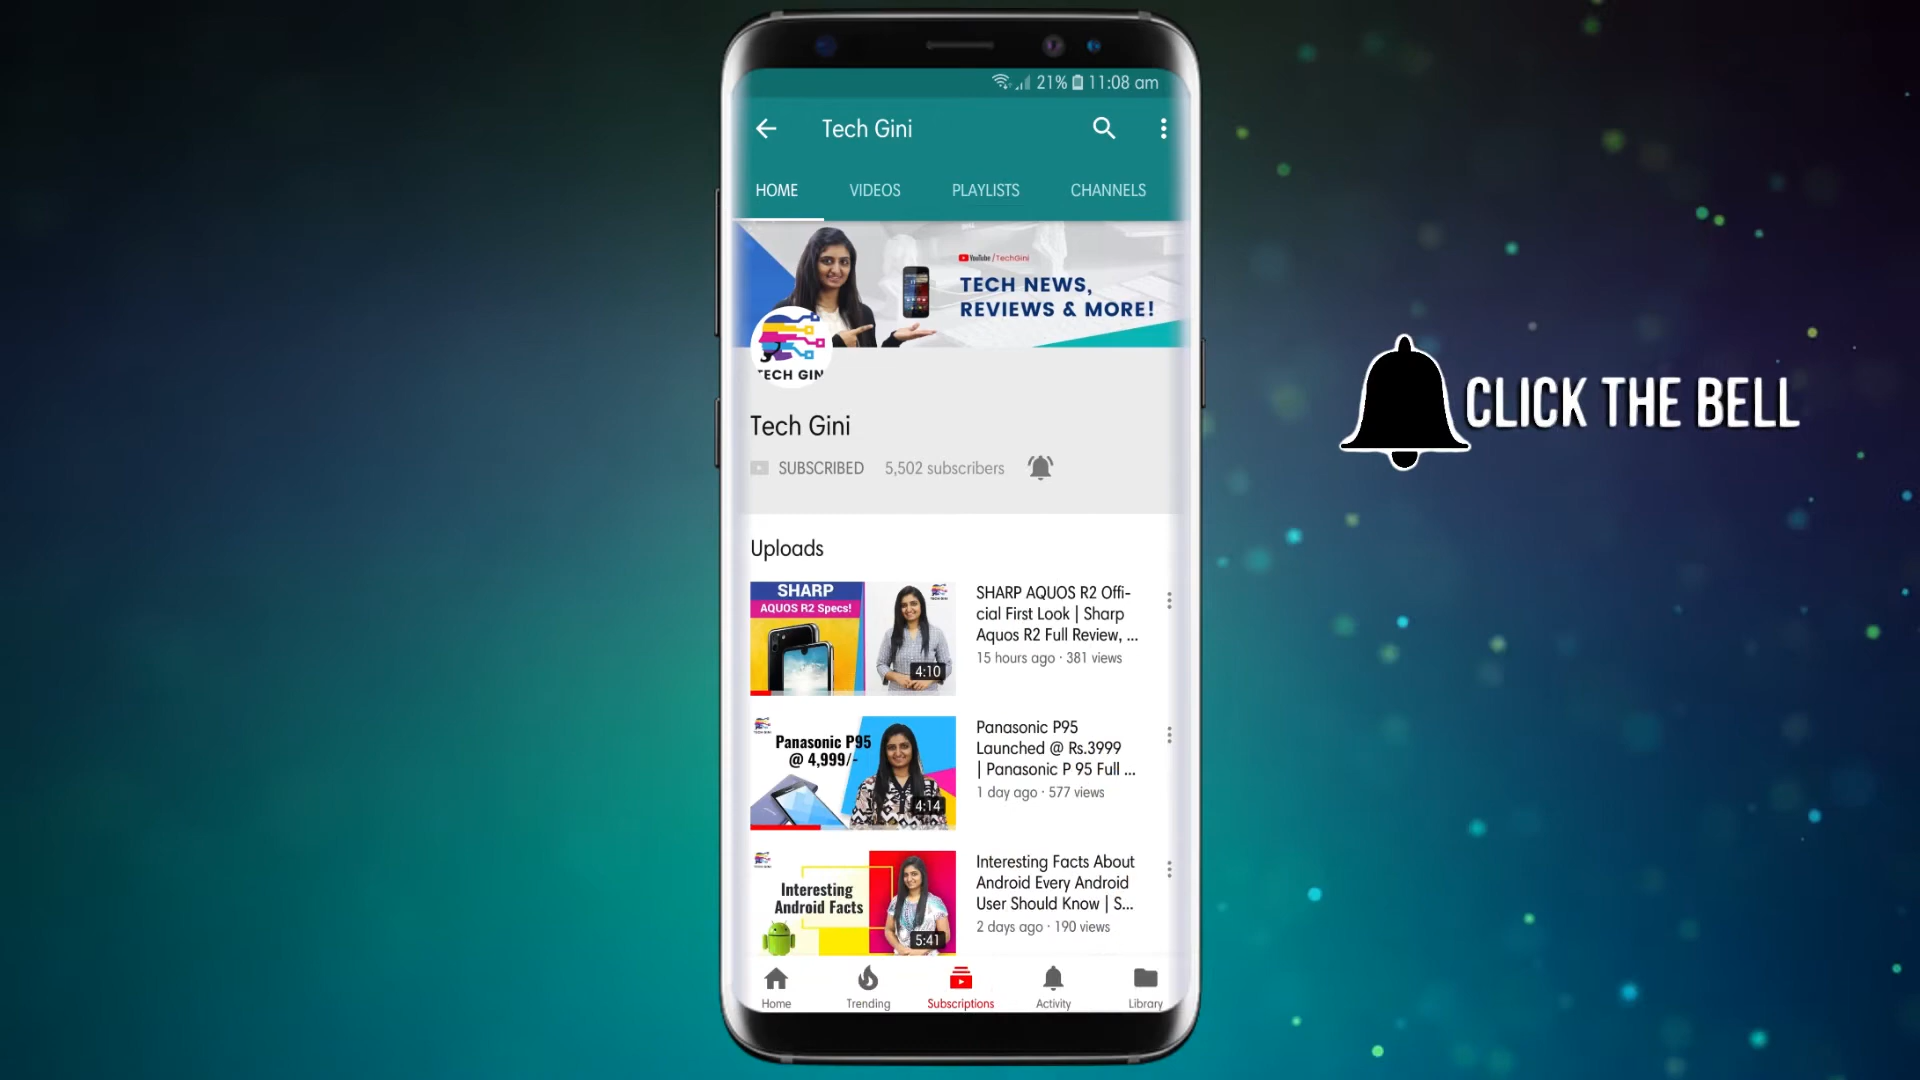 21% 11:08 am
Tech Gini
HOME VIDEOS PLAYLISTS CHANNELS
YouTube /TechGini
TECH NEWS,
REVIEWS & MORE!
TECH GIN
Tech Gini
SUBSCRIBED 5,502 subscribers
CLICK THE BELL
Uploads
SHARP
AQUOS R2 Specs!
4:10
SHARP AQUOS R2 Offi-
cial First Look | Sharp
Aquos R2 Full Review, ...
15 hours ago · 381 views
Panasonic P95
@ 4,999/-
4:14
Panasonic P95
Launched @ Rs.3999
| Panasonic P 95 Full ...
1 day ago · 577 views
Interesting
Android Facts
5:41
Interesting Facts About
Android Every Android
User Should Know | S...
2 days ago · 190 views
Home Trending Subscriptions Activity Library